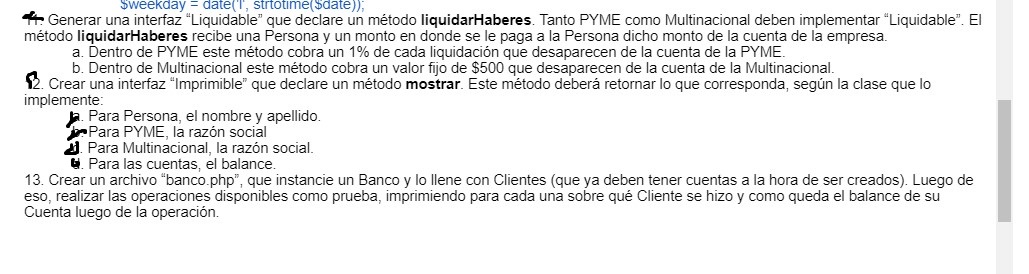 $weekday = date('l', strtotime($date));
Generar una interfaz "Liquidable" que declare un método liquidarHaberes. Tanto PYME como Multinacional deben implementar "Liquidable". El
método liquidarHaberes recibe una Persona y un monto en donde se le paga a la Persona dicho monto de la cuenta de la empresa.
a. Dentro de PYME este método cobra un 1% de cada liquidación que desaparecen de la cuenta de la PYME.
b. Dentro de Multinacional este método cobra un valor fijo de $500 que desaparecen de la cuenta de la Multinacional.
12. Crear una interfaz "Imprimible" que declare un método mostrar. Este método deberá retornar lo que corresponda, según la clase que lo
implemente:
. Para Persona, el nombre y apellido.
Para PYME, la razón social
. Para Multinacional, la razón social.
. Para las cuentas, el balance.
13. Crear un archivo "banco.php", que instancie un Banco y lo llene con Clientes (que ya deben tener cuentas a la hora de ser creados). Luego de
eso, realizar las operaciones disponibles como prueba, imprimiendo para cada una sobre qué Cliente se hizo y como queda el balance de su
Cuenta luego de la operación.